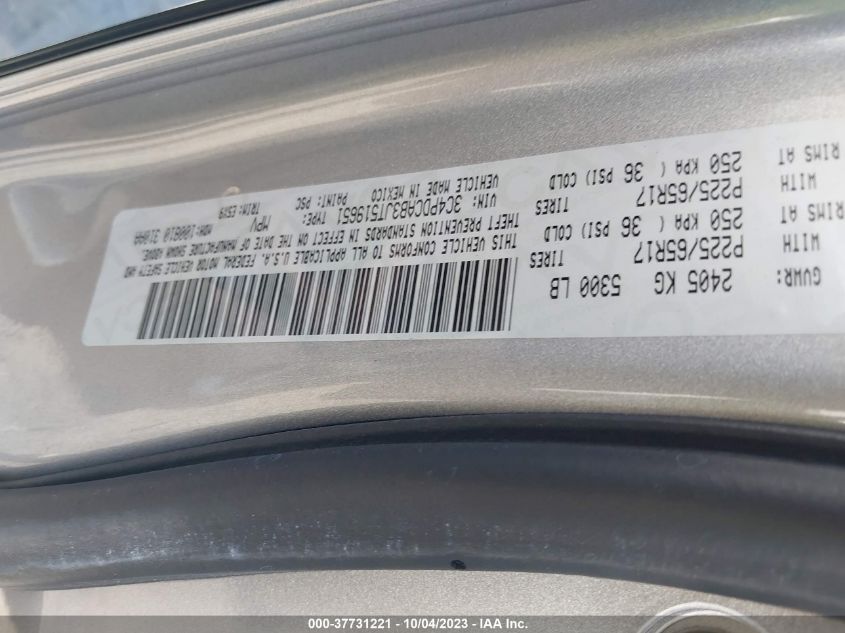 GVWR:
2405 KG  5300 LB
WITH  TIRES
P225/65R17
RIMS AT
250 KPA ( 36 PSI) COLD
WITH  TIRES
P225/65R17
RIMS AT
250 KPA ( 36 PSI) COLD
THIS VEHICLE CONFORMS TO ALL APPLICABLE U.S.A. FEDERAL MOTOR VEHICLE SAFETY AND
THEFT PREVENTION STANDARDS IN EFFECT ON THE DATE OF MANUFACTURE SHOWN ABOVE.
VIN: 3C4PDCAB3JT519651 TYPE: MPV
VEHICLE MADE IN MEXICO PAINT: PSC TRIM:
000-37731221 - 10/04/2023 - IAA Inc.